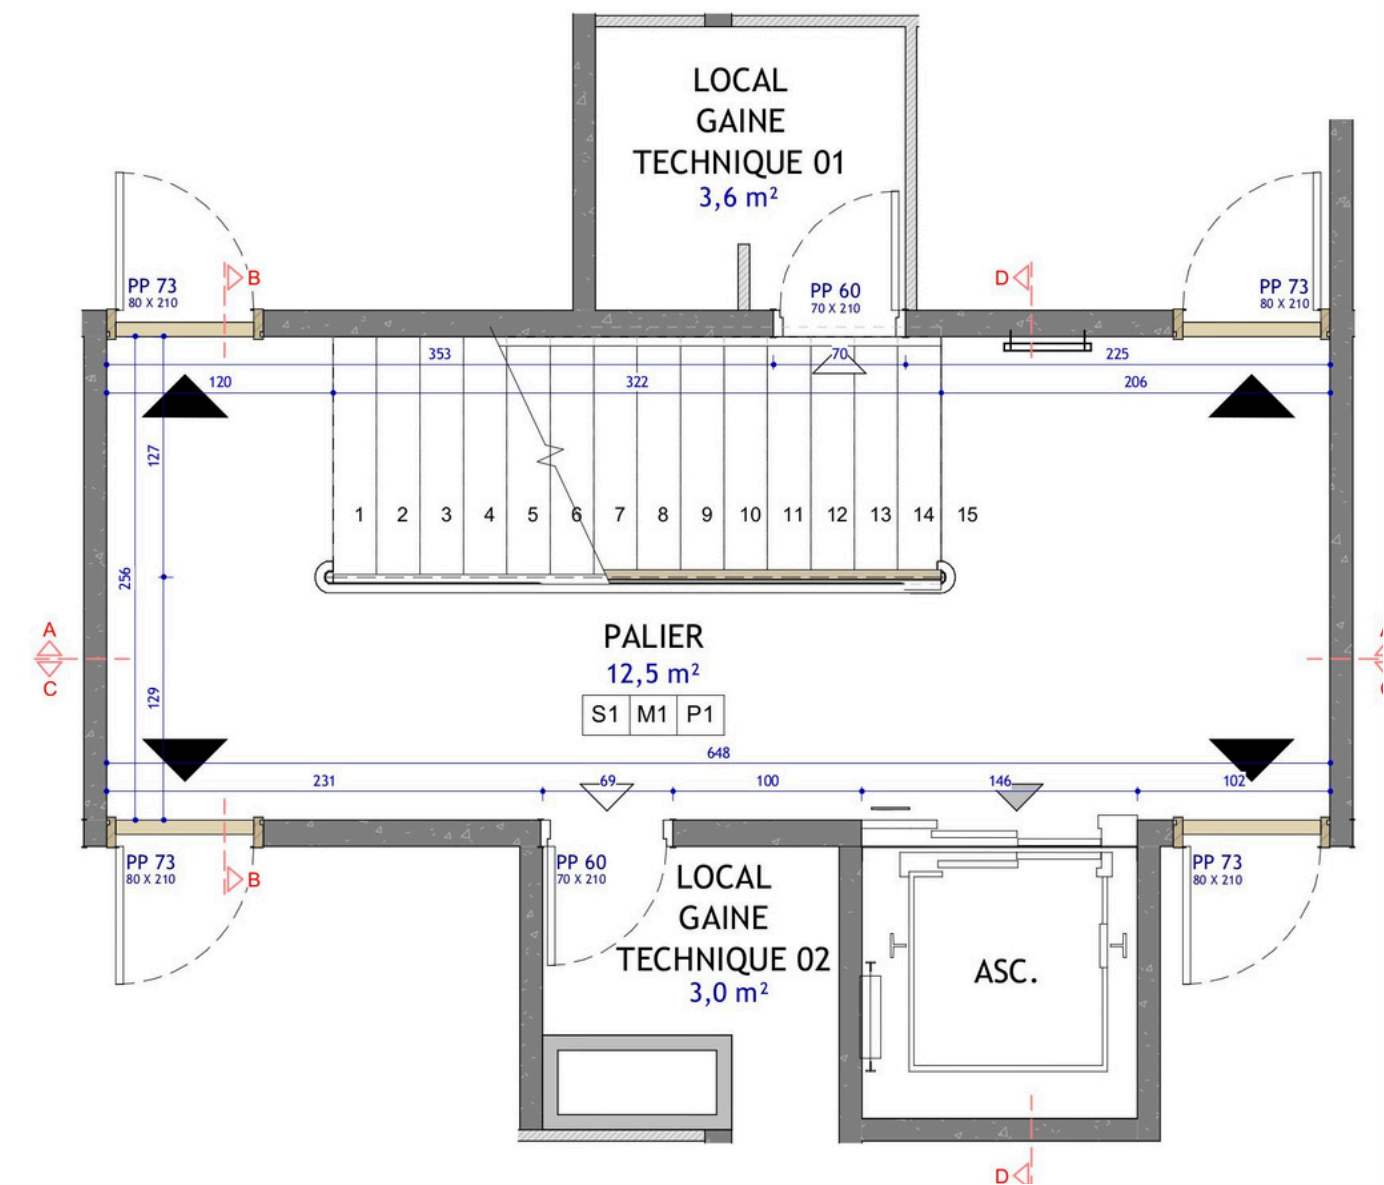 LOCAL
GAINE
TECHNIQUE 01
3,6 m²
PP 73
80 X 210
B
PP 60
70 X 210
D
PP 73
80 X 210
353
70
225
120
322
206
127
256
129
1 2 3 4 5 6 7 8 9 10 11 12 13 14 15
PALIER
12,5 m²
S1 M1 P1
A
C
648
231
69
100
146
102
PP 73
80 X 210
B
PP 60
70 X 210
LOCAL
GAINE
TECHNIQUE 02
3,0 m²
ASC.
PP 73
80 X 210
D